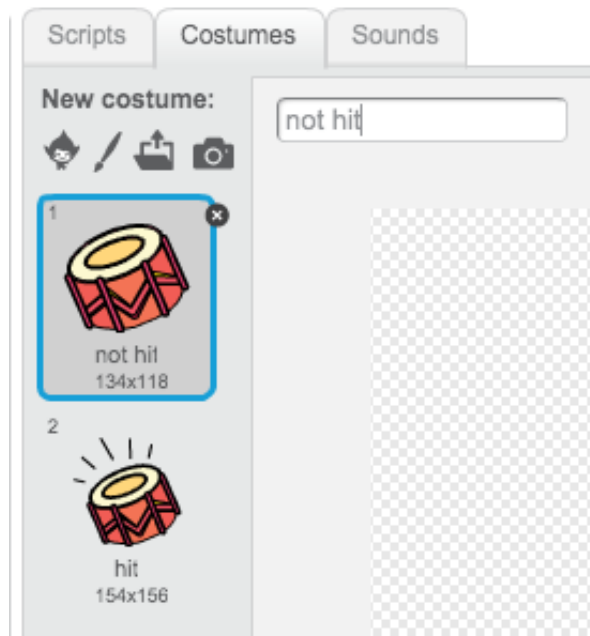 Scripts
Costumes
Sounds
New costume:
not hit
1
not hit
134x118
2
hit
154x156